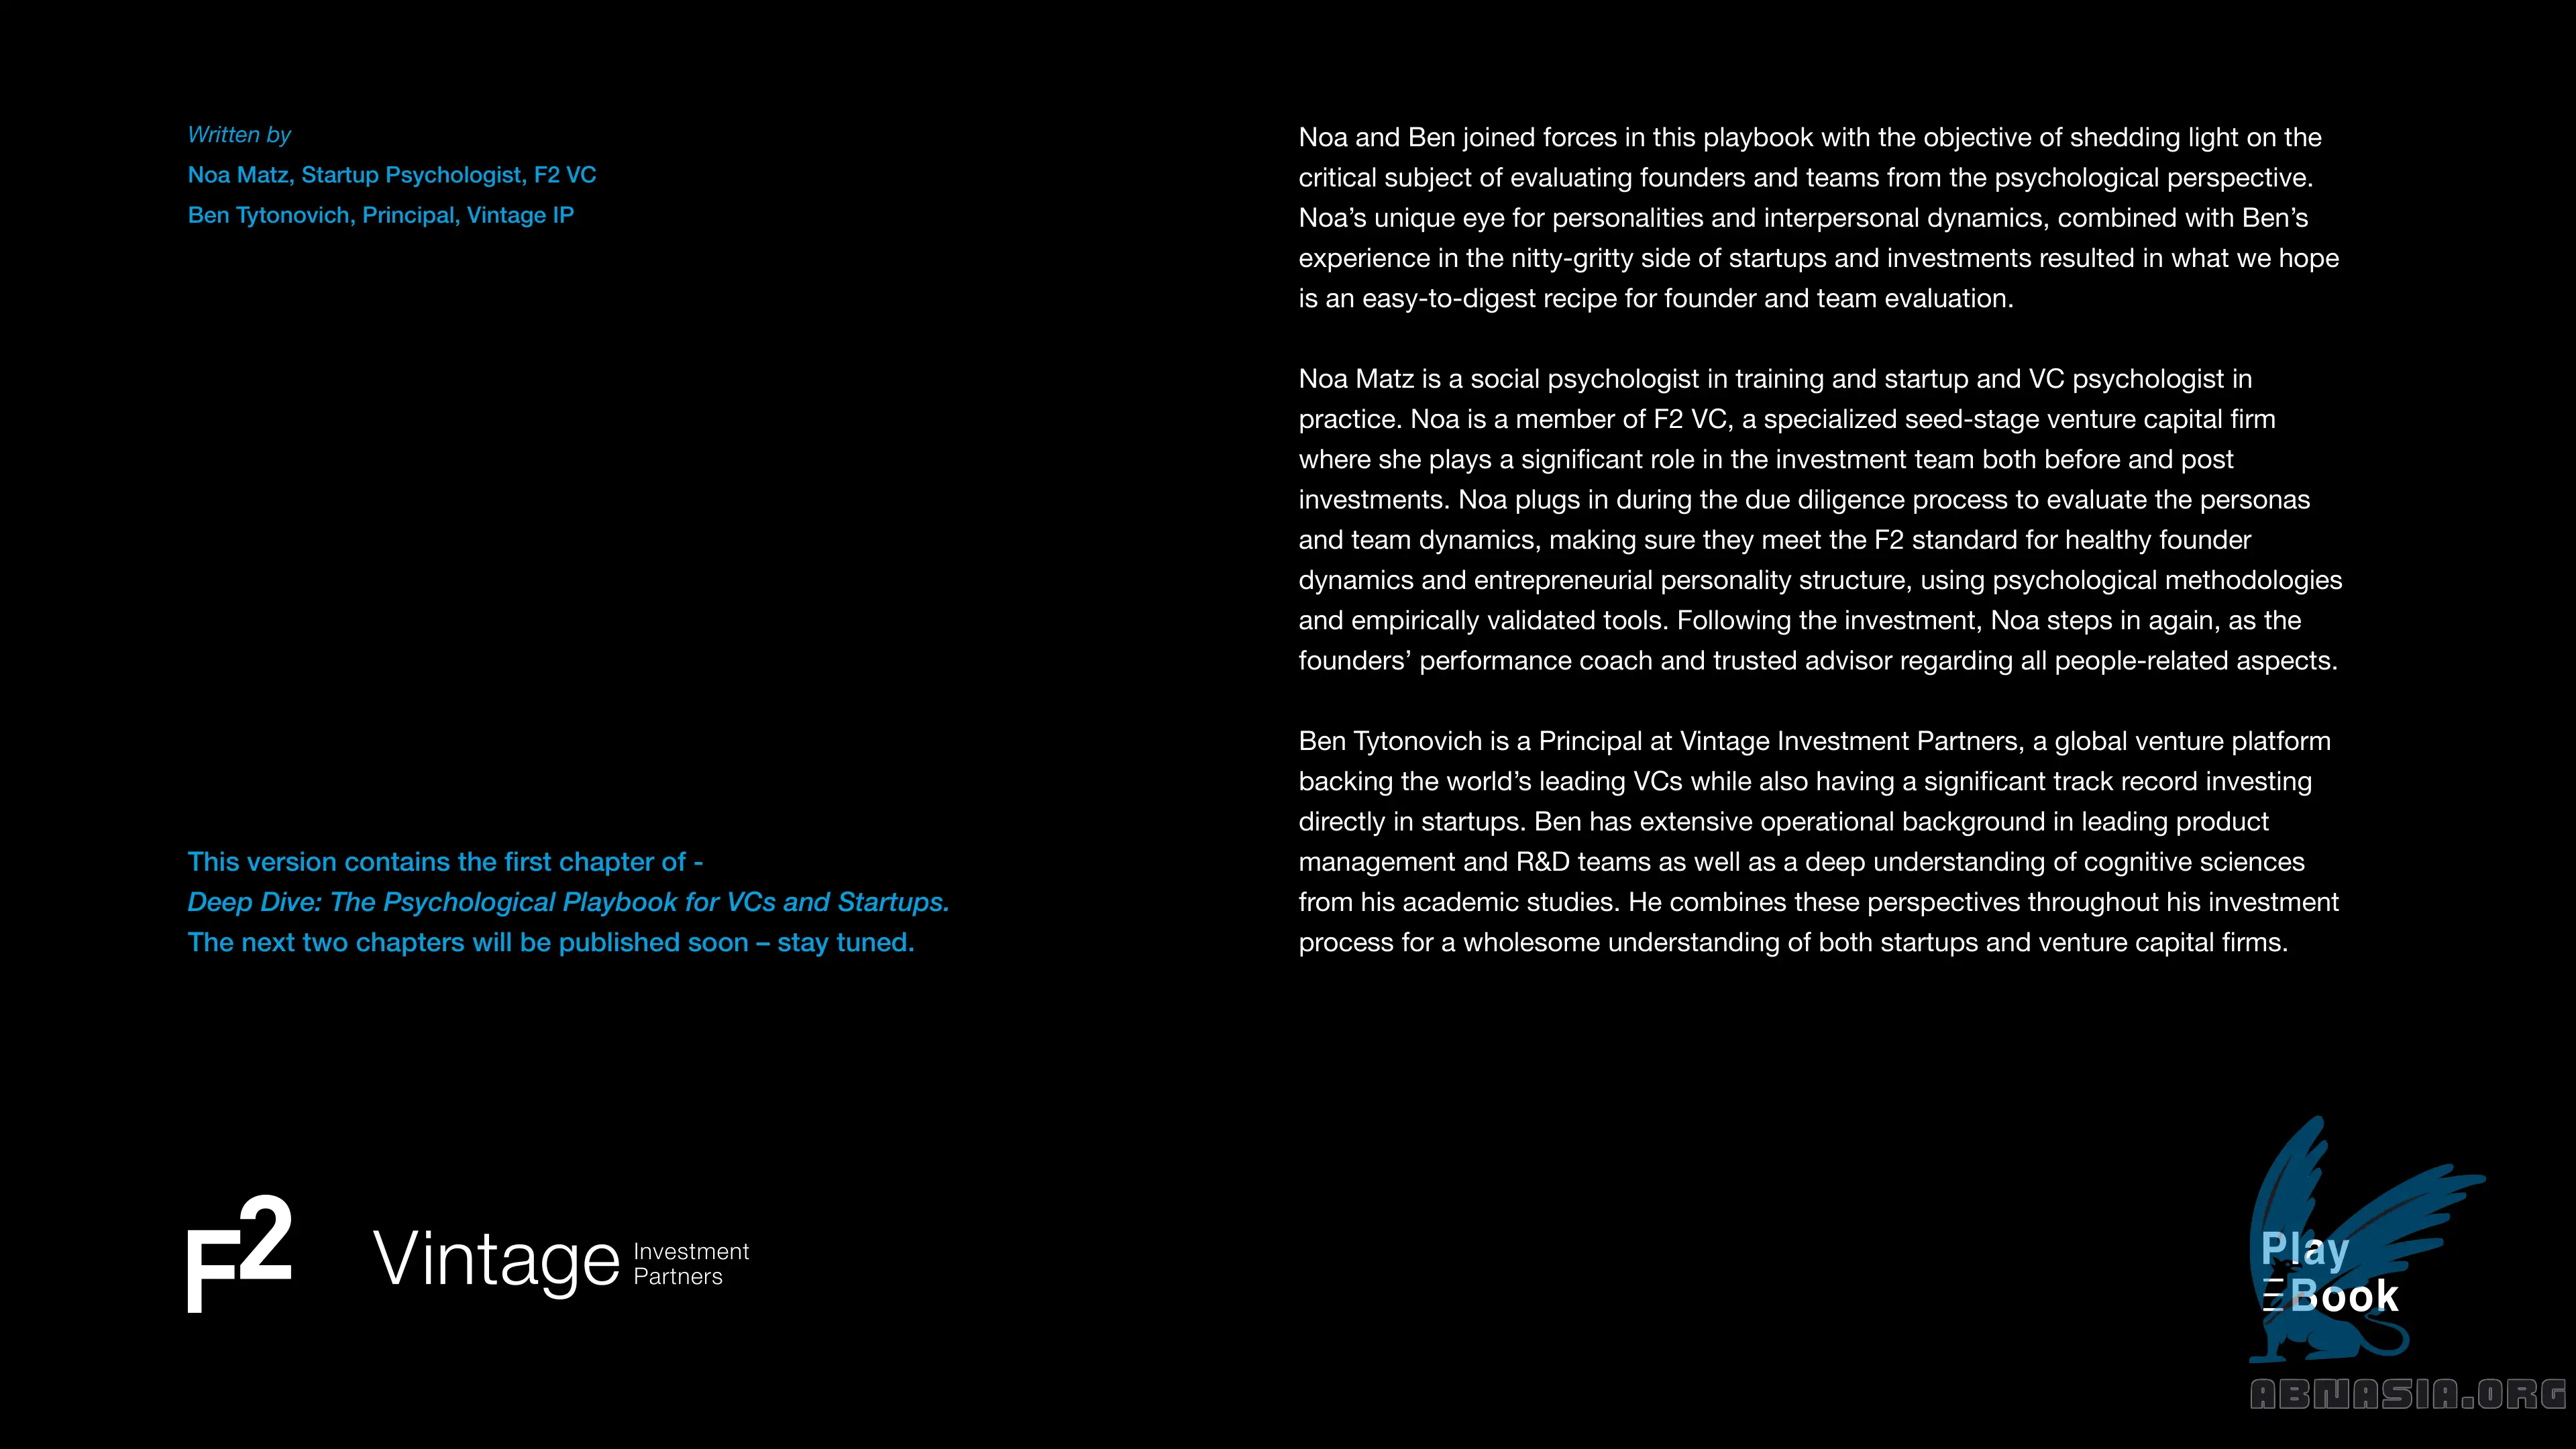 Written by
Noa Matz, Startup Psychologist, F2 VC
Ben Tytonovich, Principal, Vintage IP
This version contains the first chapter of -
Deep Dive: The Psychological Playbook for VCs and Startups.
The next two chapters will be published soon – stay tuned.
Noa and Ben joined forces in this playbook with the objective of shedding light on the
critical subject of evaluating founders and teams from the psychological perspective.
Noa’s unique eye for personalities and interpersonal dynamics, combined with Ben’s
experience in the nitty-gritty side of startups and investments resulted in what we hope
is an easy-to-digest recipe for founder and team evaluation.
Noa Matz is a social psychologist in training and startup and VC psychologist in
practice. Noa is a member of F2 VC, a specialized seed-stage venture capital firm
where she plays a significant role in the investment team both before and post
investments. Noa plugs in during the due diligence process to evaluate the personas
and team dynamics, making sure they meet the F2 standard for healthy founder
dynamics and entrepreneurial personality structure, using psychological methodologies
and empirically validated tools. Following the investment, Noa steps in again, as the
founders’ performance coach and trusted advisor regarding all people-related aspects.
Ben Tytonovich is a Principal at Vintage Investment Partners, a global venture platform
backing the world’s leading VCs while also having a significant track record investing
directly in startups. Ben has extensive operational background in leading product
management and R&D teams as well as a deep understanding of cognitive sciences
from his academic studies. He combines these perspectives throughout his investment
process for a wholesome understanding of both startups and venture capital firms.
F2
Vintage Investment
Partners
Play
Book
ABNASIA.ORG